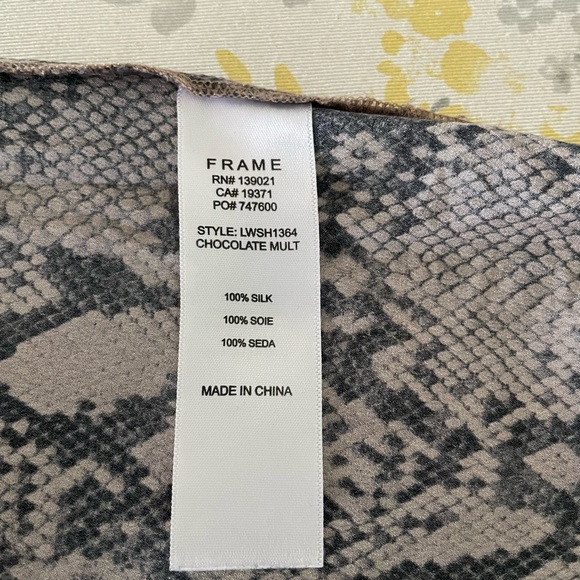 FRAME
RN# 139021
CA# 19371
PO# 747600
STYLE: LWSH1364
CHOCOLATE MULT
100% SILK
100% SOIE
100% SEDA
MADE IN CHINA